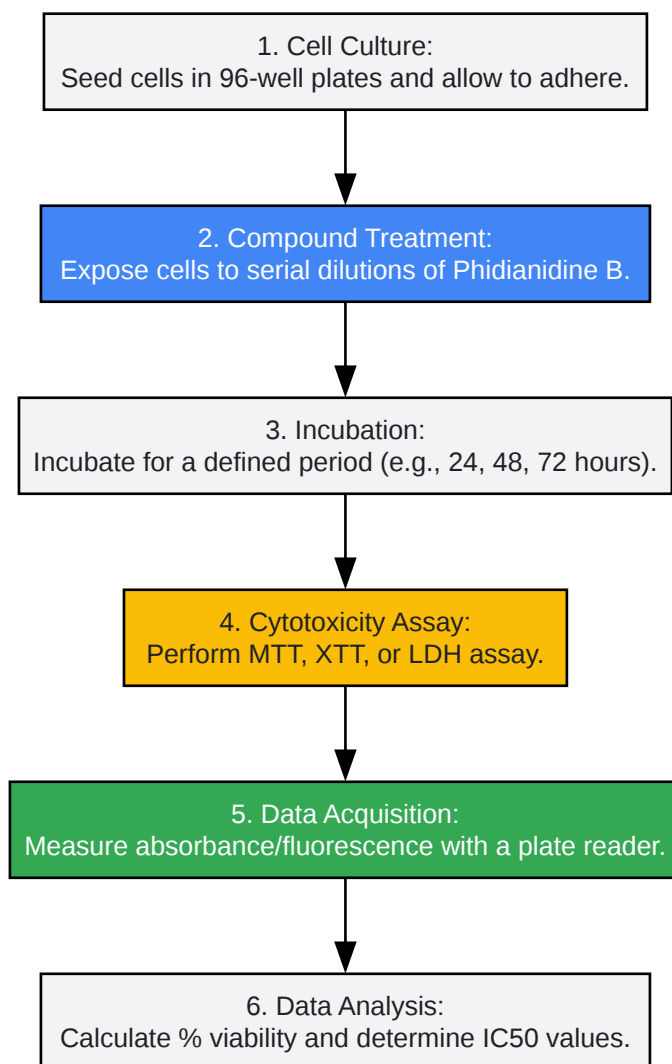 1. Cell Culture:
Seed cells in 96-well plates and allow to adhere.
2. Compound Treatment:
Expose cells to serial dilutions of Phidianidine B.
3. Incubation:
Incubate for a defined period (e.g., 24, 48, 72 hours).
4. Cytotoxicity Assay:
Perform MTT, XTT, or LDH assay.
5. Data Acquisition:
Measure absorbance/fluorescence with a plate reader.
6. Data Analysis:
Calculate % viability and determine IC50 values.